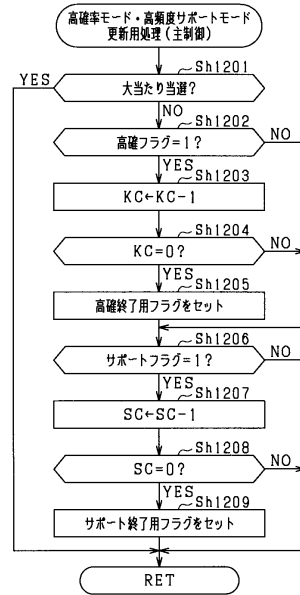 高確率モード・高頻度サポートモード
更新用処理(主制御)
Sh1201
YES
大当たり当選?
NO
Sh1202
高確フラグ=1?
NO
YES
Sh1203
KC←KC-1
Sh1204
KC=0?
NO
YES
Sh1205
高確終了用フラグをセット
Sh1206
サポートフラグ=1?
NO
YES
Sh1207
SC←SC-1
Sh1208
SC=0?
NO
YES
Sh1209
サポート終了用フラグをセット
RET